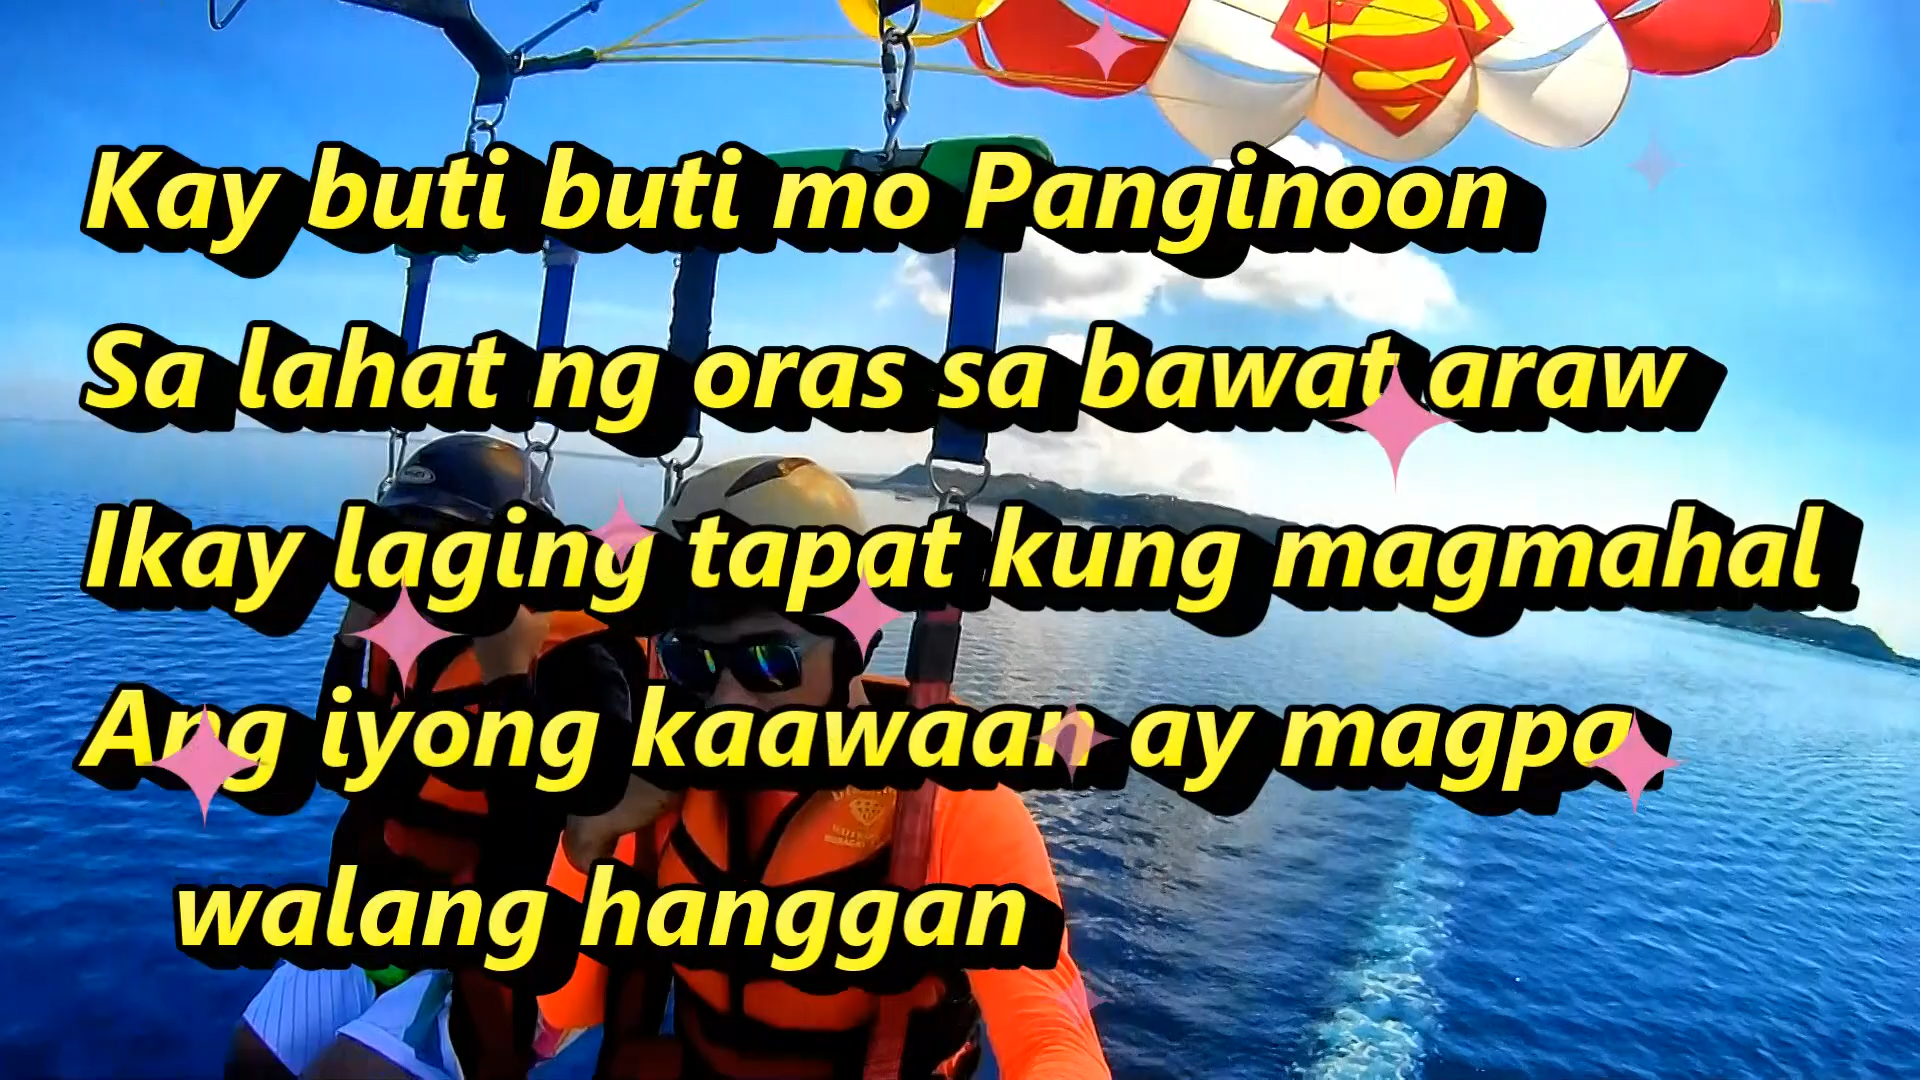 Kay buti buti mo Panginoon
Sa lahat ng oras sa bawat araw
Ikay laging tapat kung magmahal
Ang iyong kaawaan ay magpa
walang hanggan